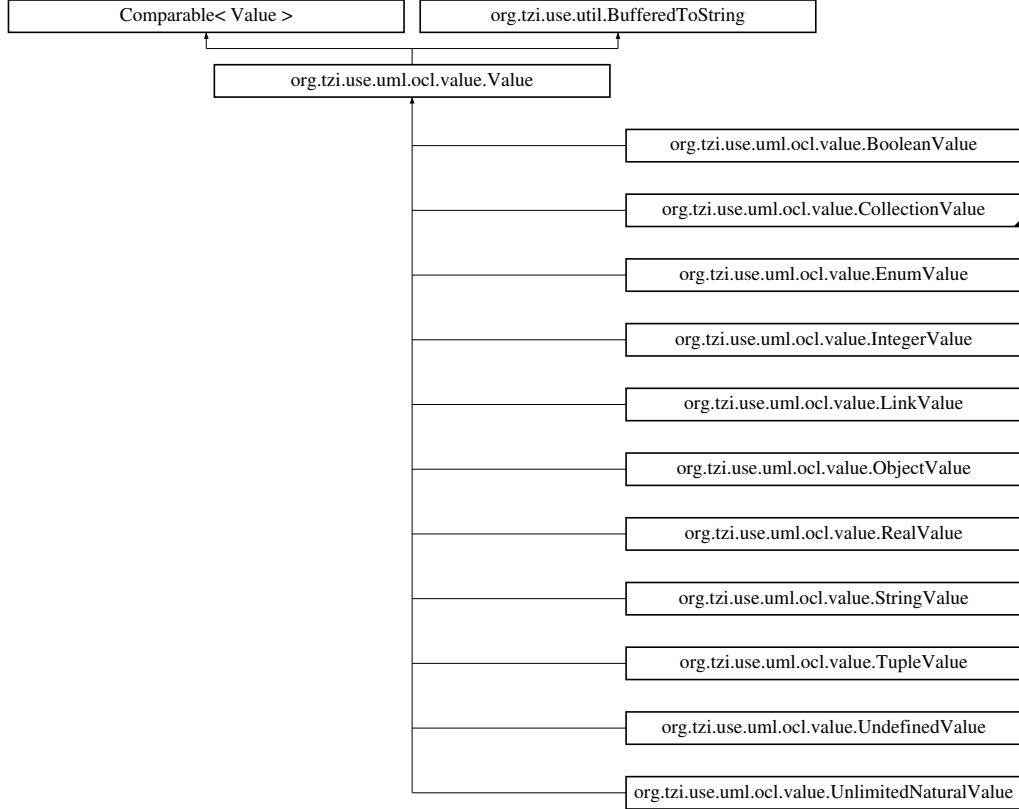 Comparable< Value >
org.tzi.use.util.BufferedToString
org.tzi.use.uml.ocl.value.Value
org.tzi.use.uml.ocl.value.BooleanValue
org.tzi.use.uml.ocl.value.CollectionValue
org.tzi.use.uml.ocl.value.EnumValue
org.tzi.use.uml.ocl.value.IntegerValue
org.tzi.use.uml.ocl.value.LinkValue
org.tzi.use.uml.ocl.value.ObjectValue
org.tzi.use.uml.ocl.value.RealValue
org.tzi.use.uml.ocl.value.StringValue
org.tzi.use.uml.ocl.value.TupleValue
org.tzi.use.uml.ocl.value.UndefinedValue
org.tzi.use.uml.ocl.value.UnlimitedNaturalValue